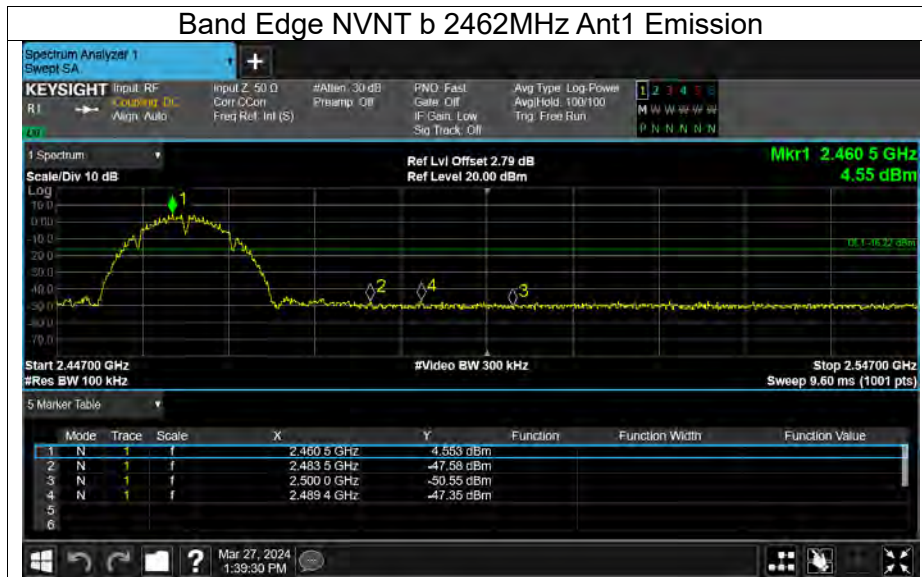 Band Edge NVNT b 2462MHz Ant1 Emission
Spectrum Analyzer 1
Swept SA
+
KEYSIGHT Input: RF Input Z: 50 Ω #Atten: 30 dB PNO: Fast Avg Type: Log-Power 1 2 3 4 5 6
R L Coupling: DC Corr CCorr Preamp: Off Gate: Off Avg|Hold: 100/100 M W W W W W
Align: Auto Freq Ref: Int (S) IF Gain: Low Trig: Free Run
Sig Track: Off P N N N N N
1 Spectrum Ref Lvl Offset 2.79 dB Mkr1 2.460 5 GHz
Scale/Div 10 dB Ref Level 20.00 dBm 4.55 dBm
Log
10.0
0.00
-10.0
-20.0
-30.0
-40.0
-50.0
-60.0
-70.0
1
2
4
3
DL1 -16.22 dBm
Start 2.44700 GHz #Video BW 300 kHz Stop 2.54700 GHz
#Res BW 100 kHz Sweep 9.60 ms (1001 pts)
5 Marker Table
Mode Trace Scale X Y Function Function Width Function Value
1 N 1 f 2.460 5 GHz 4.553 dBm
2 N 1 f 2.483 5 GHz -47.58 dBm
3 N 1 f 2.500 0 GHz -50.55 dBm
4 N 1 f 2.489 4 GHz -47.35 dBm
5
6
? Mar 27, 2024
1:39:30 PM